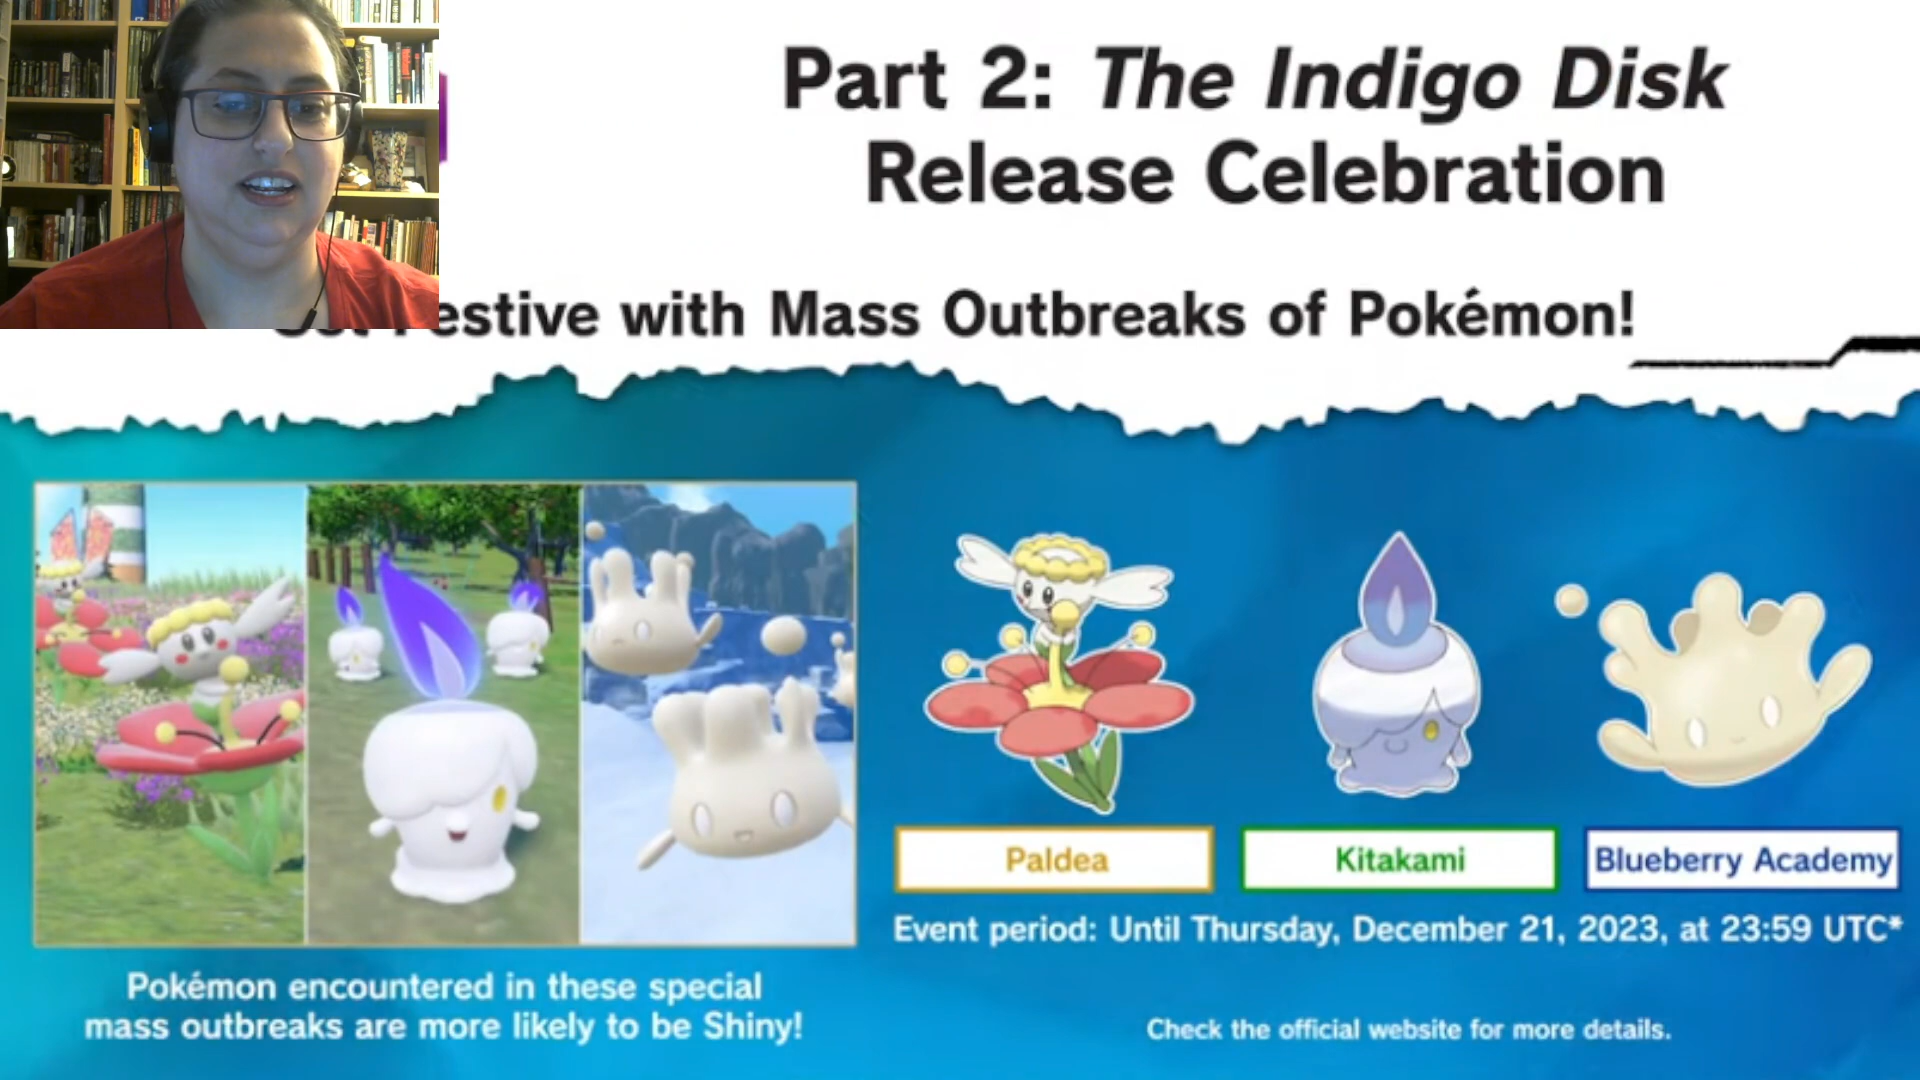 Part 2: The Indigo Disk
Release Celebration
estive with Mass Outbreaks of Pokémon!
Paldea
Kitakami
Blueberry Academy
Event period: Until Thursday, December 21, 2023, at 23:59 UTC*
Pokémon encountered in these special
mass outbreaks are more likely to be Shiny!
Check the official website for more details.